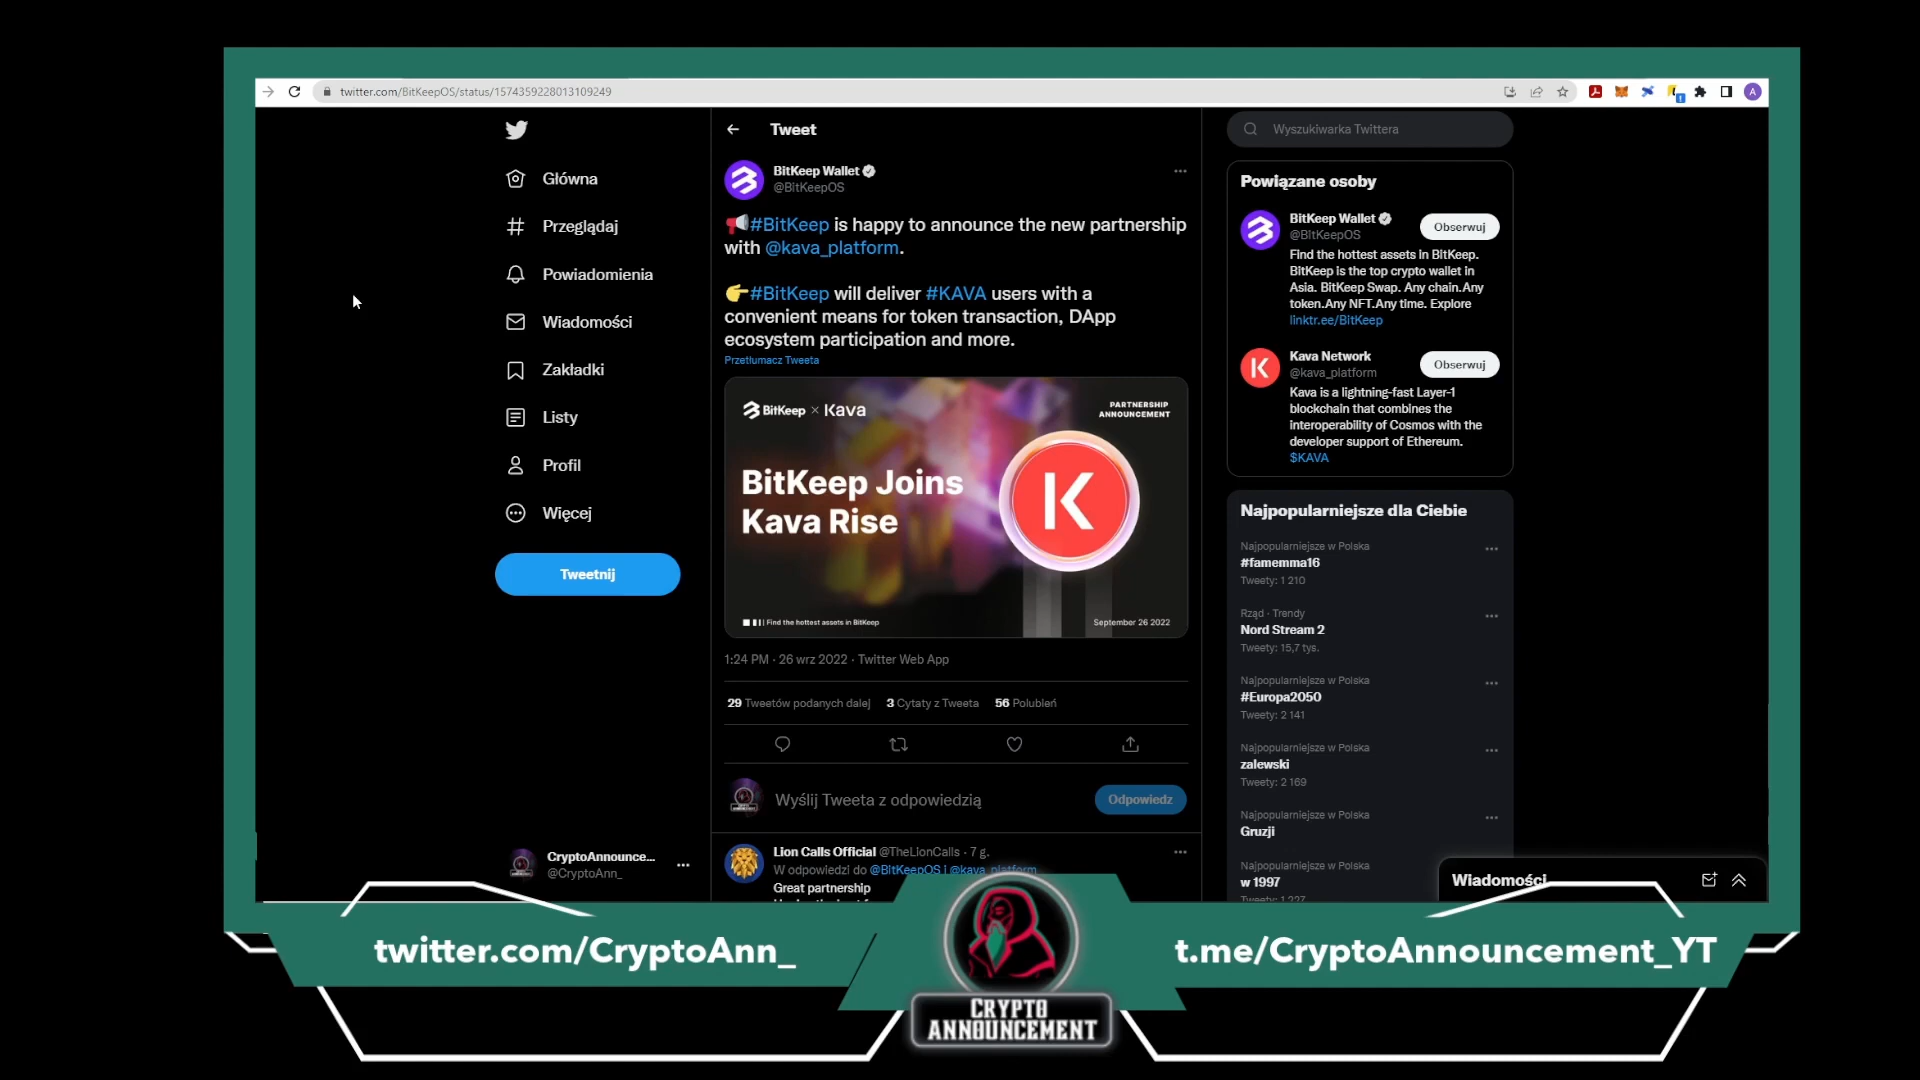 twitter.com/BitKeepOS/status/1574359228013109249
A
Główna
Przeglądaj
Powiadomienia
Wiadomości
Zakładki
Listy
Profil
Więcej
Tweetnij
CryptoAnnounce...
@CryptoAnn_
Tweet
BitKeep Wallet
@BitKeepOS
#BitKeep is happy to announce the new partnership
with @kava_platform.
#BitKeep will deliver #KAVA users with a
convenient means for token transaction, DApp
ecosystem participation and more.
Przetłumacz Tweeta
BitKeep × Kava
PARTNERSHIP
ANNOUNCEMENT
BitKeep Joins
Kava Rise
K
Find the hottest assets in BitKeep
September 26 2022
1:24 PM · 26 wrz 2022 · Twitter Web App
29 Tweetów podanych dalej 3 Cytaty z Tweeta 56 Polubień
Wyślij Tweeta z odpowiedzią
Odpowiedz
Lion Calls Official @TheLionCalls · 7 g.
W odpowiedzi do @BitKeepOS i @kava_platform
Great partnership
Wyszukiwarka Twittera
Powiązane osoby
BitKeep Wallet
@BitKeepOS
Obserwuj
Find the hottest assets in BitKeep.
BitKeep is the top crypto wallet in
Asia. BitKeep Swap. Any chain.Any
token.Any NFT.Any time. Explore
linktr.ee/BitKeep
Kava Network
@kava_platform
Obserwuj
Kava is a lightning-fast Layer-1
blockchain that combines the
interoperability of Cosmos with the
developer support of Ethereum.
$KAVA
Najpopularniejsze dla Ciebie
Najpopularniejsze w Polska
#famemma16
Tweety: 1 210
Rząd · Trendy
Nord Stream 2
Tweety: 15,7 tys.
Najpopularniejsze w Polska
#Europa2050
Tweety: 2 141
Najpopularniejsze w Polska
zalewski
Tweety: 2 169
Najpopularniejsze w Polska
Gruzji
Najpopularniejsze w Polska
w 1997
Tweety: 1 227
Wiadomości
twitter.com/CryptoAnn_
CRYPTO
ANNOUNCEMENT
t.me/CryptoAnnouncement_YT